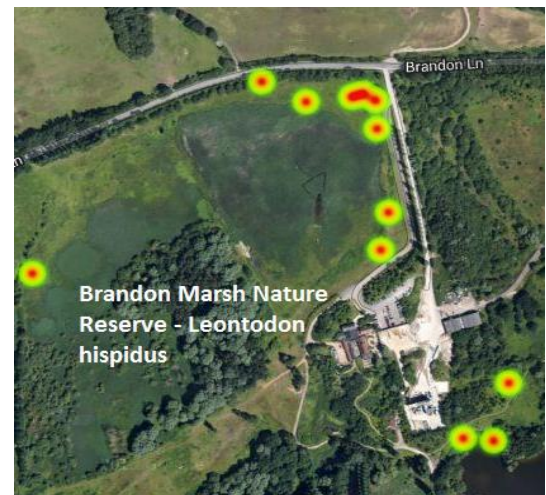 Brandon Ln
n
Brandon Marsh Nature
Reserve - Leontodon
hispidus